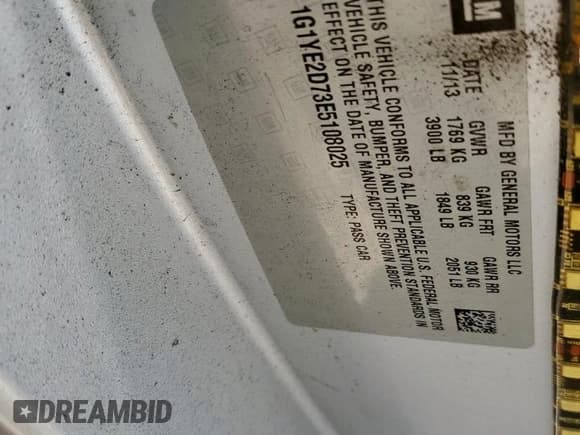 GM
MFD BY GENERAL MOTORS LLC
DATE GVWR GAWR FRT GAWR RR
11/13 1769 KG 839 KG 930 KG
3900 LB 1849 LB 2051 LB
THIS VEHICLE CONFORMS TO ALL APPLICABLE U.S. FEDERAL MOTOR
VEHICLE SAFETY, BUMPER, AND THEFT PREVENTION STANDARDS IN
EFFECT ON THE DATE OF MANUFACTURE SHOWN ABOVE.
1G1YE2D73E5108025 TYPE: PASS CAR
DREAMBID